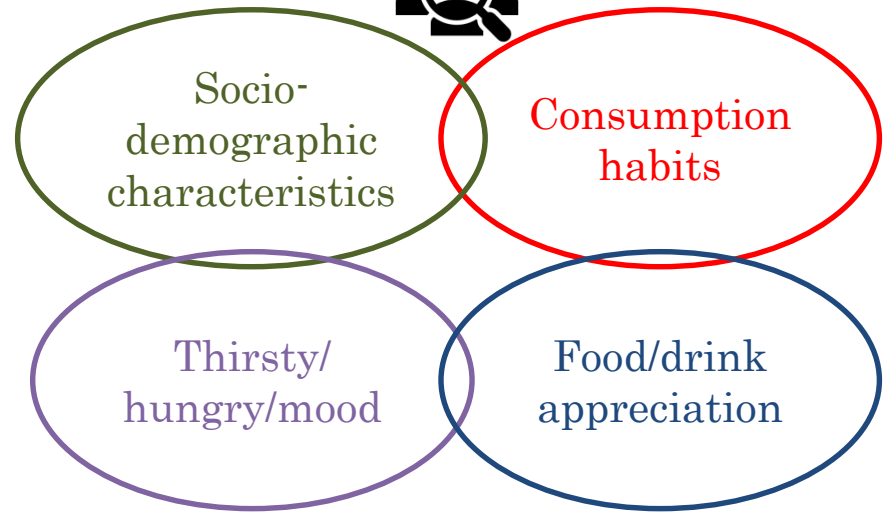 Socio-
demographic
characteristics
Consumption
habits
Thirsty/
hungry/mood
Food/drink
appreciation